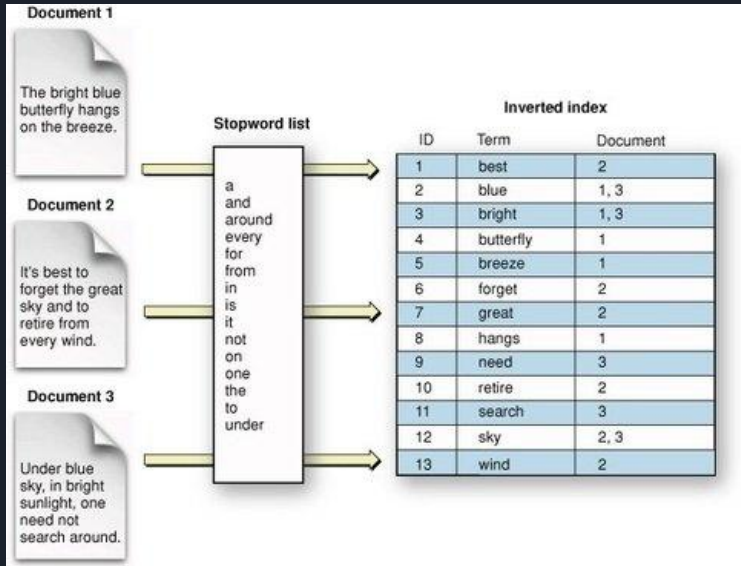 Document 1
The bright blue
butterfly hangs
on the breeze.
Document 2
It's best to
forget the great
sky and to
retire from
every wind.
Document 3
Under blue
sky, in bright
sunlight, one
need not
search around.
Stopword list
a
and
around
every
for
from
in
is
it
not
on
one
the
to
under
Inverted index
ID Term Document
1 best 2
2 blue 1, 3
3 bright 1, 3
4 butterfly 1
5 breeze 1
6 forget 2
7 great 2
8 hangs 1
9 need 3
10 retire 2
11 search 3
12 sky 2, 3
13 wind 2